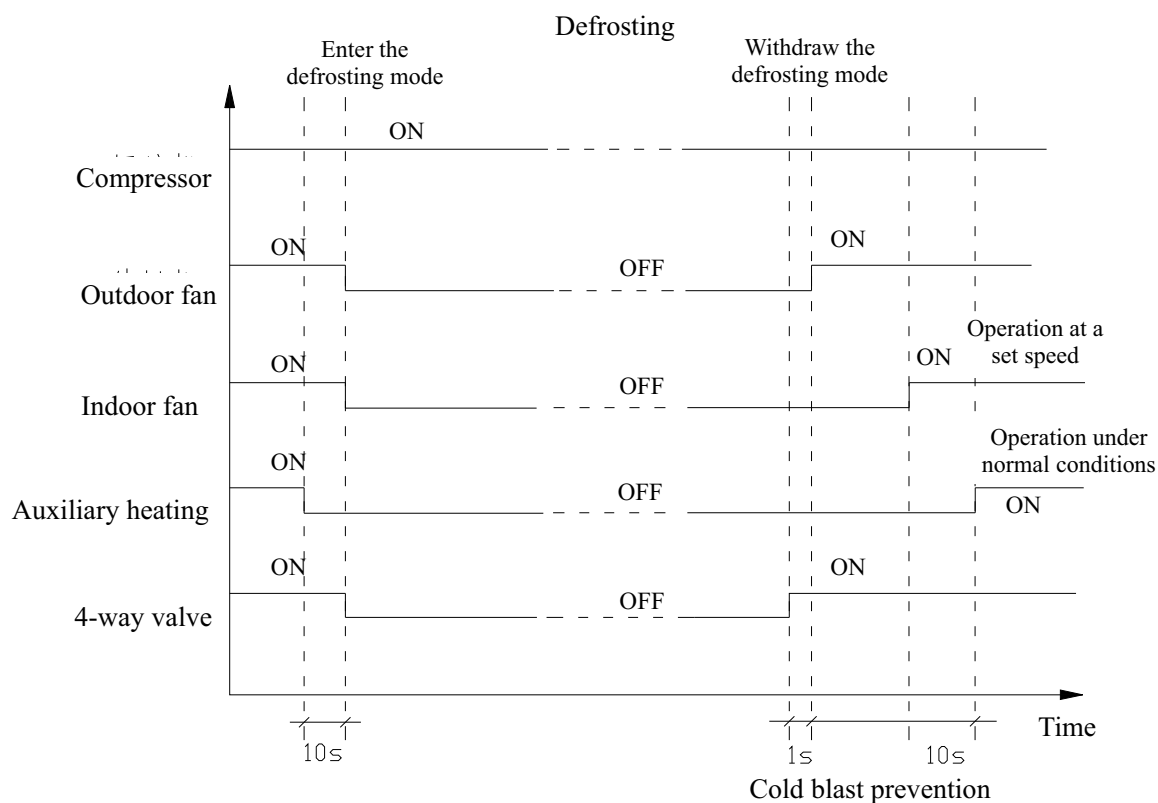 Defrosting
Enter the
defrosting mode
Withdraw the
defrosting mode
ON
Compressor
ON
ON
OFF
Outdoor fan
Operation at a
set speed
ON
ON
OFF
Indoor fan
Operation under
normal conditions
ON
OFF
ON
Auxiliary heating
ON
ON
OFF
4-way valve
Time
10s
1s
10s
Cold blast prevention